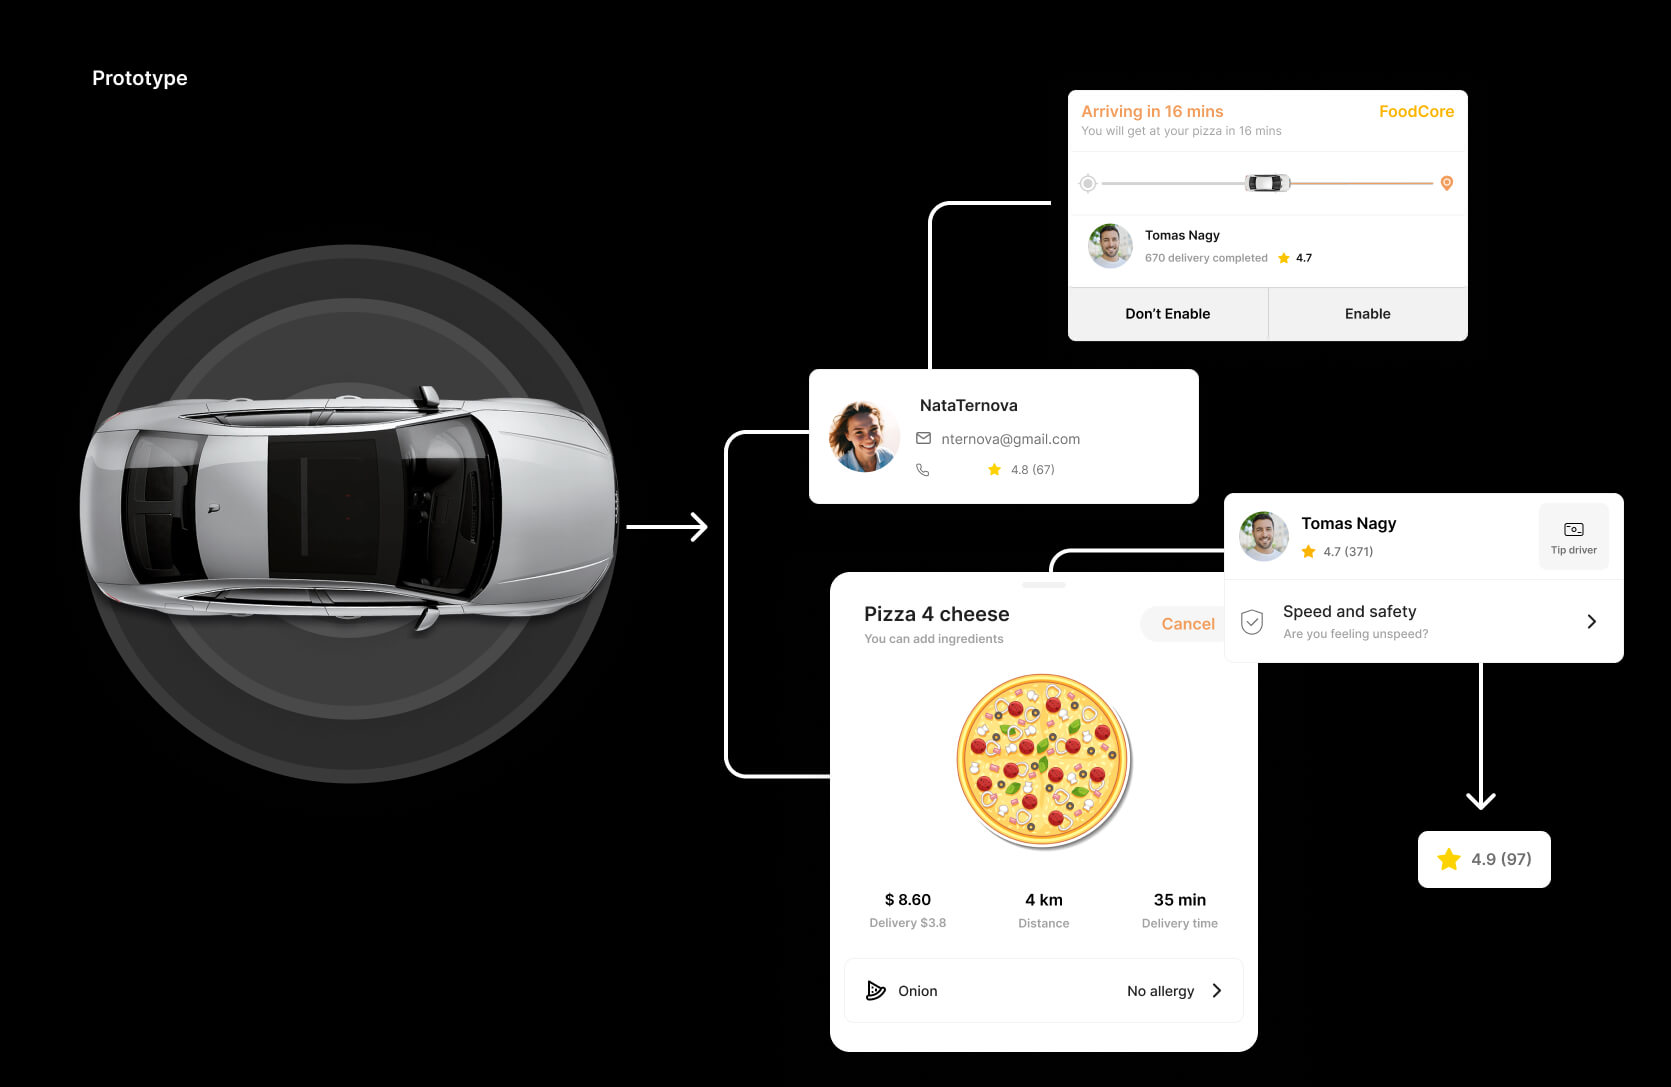 Prototype
Arriving in 16 mins
FoodCore
You will get at your pizza in 16 mins
Tomas Nagy
670 delivery completed
4.7
Don't Enable
Enable
NataTernova
nternova@gmail.com
4.8 (67)
Tomas Nagy
4.7 (371)
Tip driver
Speed and safety
Are you feeling unspeed?
Pizza 4 cheese
You can add ingredients
Cancel
$ 8.60
4 km
35 min
Delivery $3.8
Distance
Delivery time
Onion
No allergy
4.9 (97)